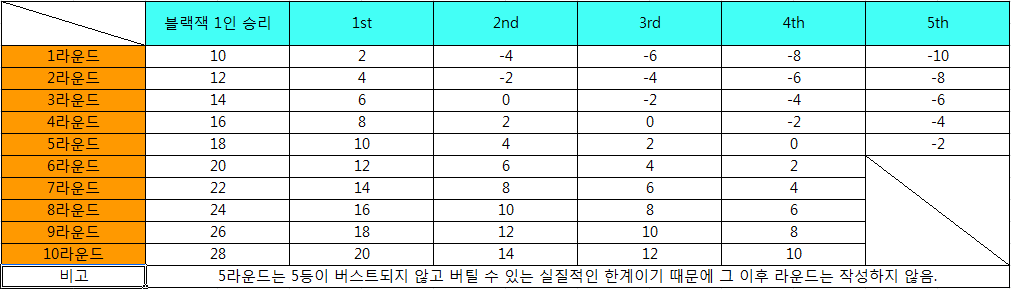 블랙잭 1인 승리 1st 2nd 3rd 4th 5th
1라운드 10 2 -4 -6 -8 -10
2라운드 12 4 -2 -4 -6 -8
3라운드 14 6 0 -2 -4 -6
4라운드 16 8 2 0 -2 -4
5라운드 18 10 4 2 0 -2
6라운드 20 12 6 4 2
7라운드 22 14 8 6 4
8라운드 24 16 10 8 6
9라운드 26 18 12 10 8
10라운드 28 20 14 12 10
비고 5라운드는 5등이 버스트되지 않고 버틸 수 있는 실질적인 한계이기 때문에 그 이후 라운드는 작성하지 않음.